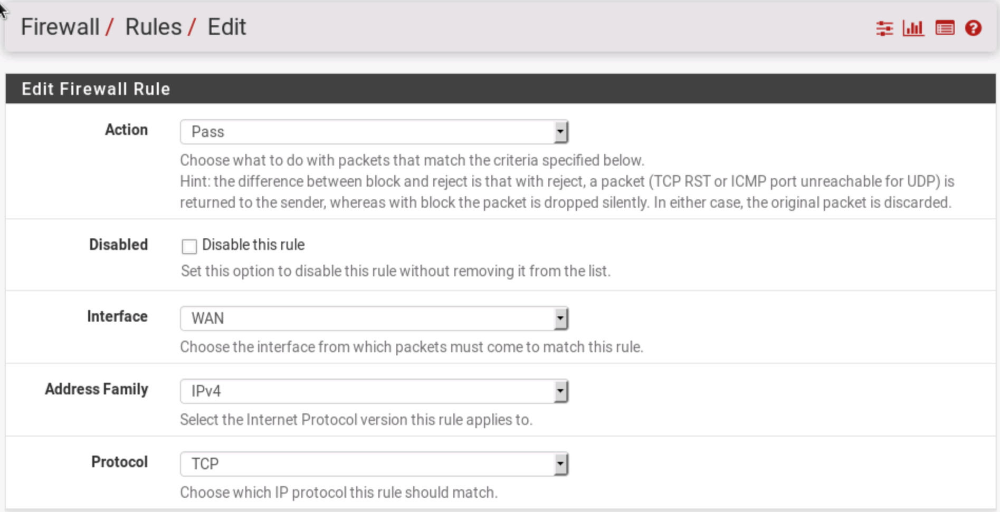 Firewall / Rules / Edit
Edit Firewall Rule
Action
Pass
Choose what to do with packets that match the criteria specified below.
Hint: the difference between block and reject is that with reject, a packet (TCP RST or ICMP port unreachable for UDP) is
returned to the sender, whereas with block the packet is dropped silently. In either case, the original packet is discarded.
Disabled
Disable this rule
Set this option to disable this rule without removing it from the list.
Interface
WAN
Choose the interface from which packets must come to match this rule.
Address Family
IPv4
Select the Internet Protocol version this rule applies to.
Protocol
TCP
Choose which IP protocol this rule should match.